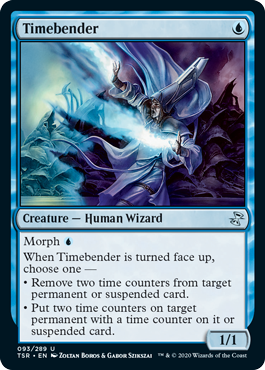 Timebender
Creature — Human Wizard
Morph
When Timebender is turned face up,
choose one —
• Remove two time counters from target
permanent or suspended card.
• Put two time counters on target
permanent with a time counter on it or
suspended card.
1/1
093/289 U
TSR • EN Zoltan Boros & Gabor Szikszai ™ & © 2020 Wizards of the Coast